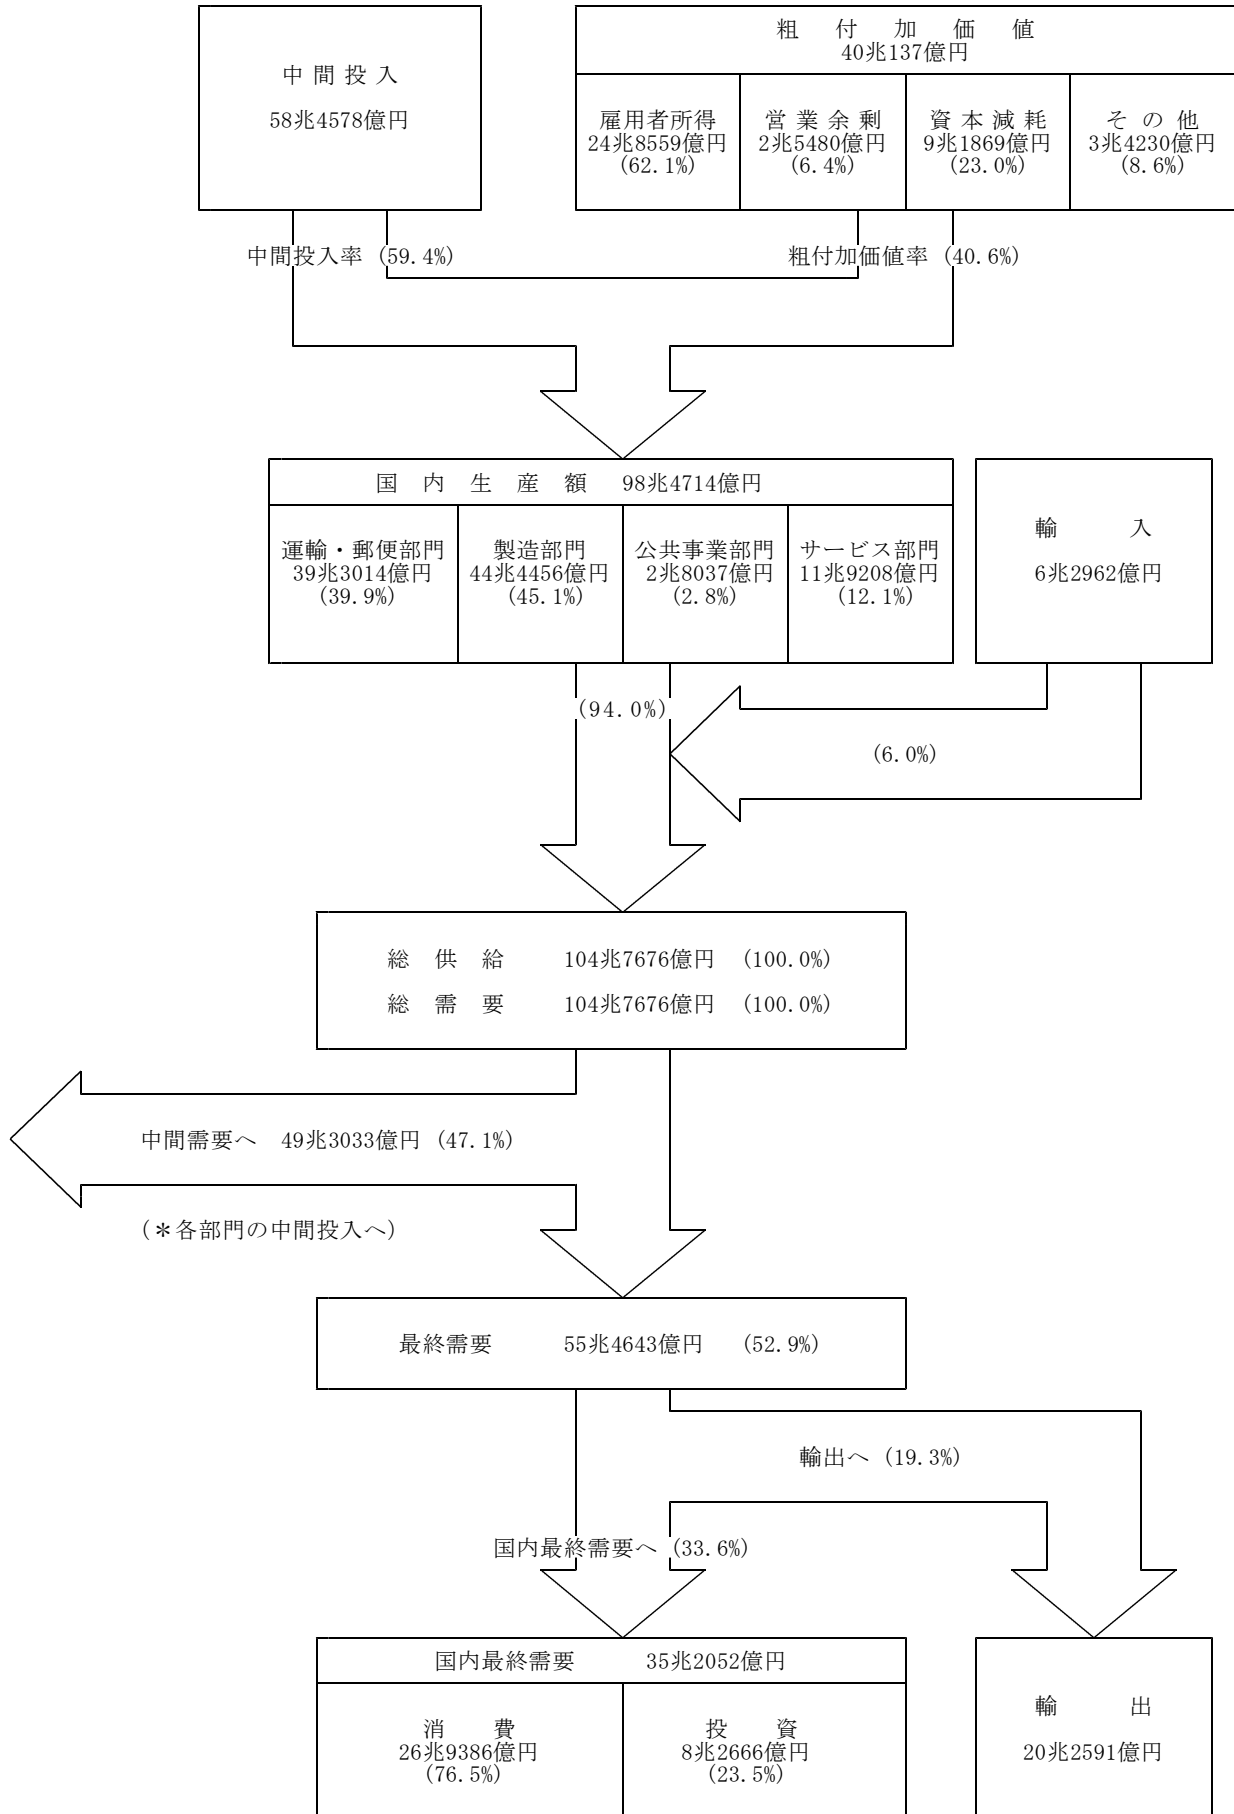 中間投入
58兆4578億円
粗付加価値
40兆137億円
雇用者所得
24兆8559億円
(62.1%)
営業余剰
2兆5480億円
(6.4%)
資本減耗
9兆1869億円
(23.0%)
その他
3兆4230億円
(8.6%)
中間投入率 (59.4%)
粗付加価値率 (40.6%)
国内生産額 98兆4714億円
運輸・郵便部門
39兆3014億円
(39.9%)
製造部門
44兆4456億円
(45.1%)
公共事業部門
2兆8037億円
(2.8%)
サービス部門
11兆9208億円
(12.1%)
輸入
6兆2962億円
(94.0%)
(6.0%)
総供給 104兆7676億円 (100.0%)
総需要 104兆7676億円 (100.0%)
中間需要へ 49兆3033億円 (47.1%)
(＊各部門の中間投入へ)
最終需要 55兆4643億円 (52.9%)
輸出へ (19.3%)
国内最終需要へ (33.6%)
国内最終需要 35兆2052億円
消費
26兆9386億円
(76.5%)
投資
8兆2666億円
(23.5%)
輸出
20兆2591億円